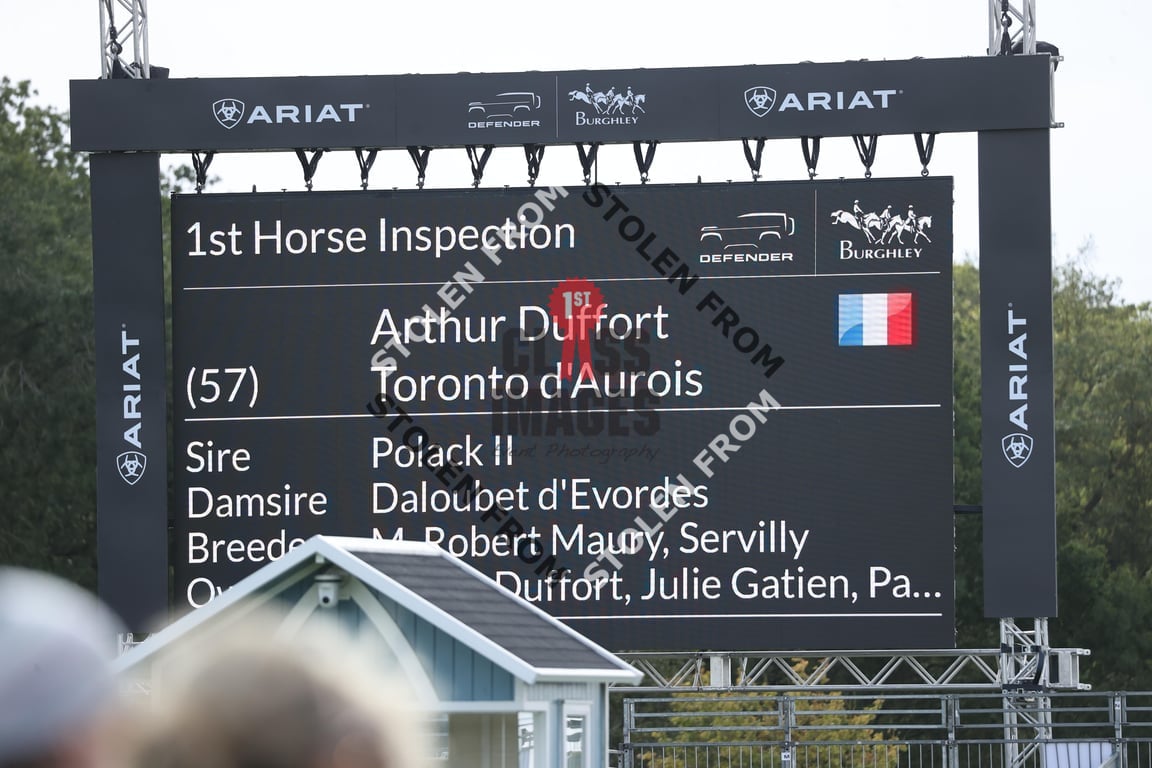 ARIAT
DEFENDER
BURGHLEY
ARIAT
1st Horse Inspection
DEFENDER
BURGHLEY
Arthur Duffort
(57)
Toronto d'Aurois
Sire Polack II
Damsire Daloubet d'Evordes
M. Robert Maury, Servilly
Duffort, Julie Gatien, Pa...
ARIAT
ARIAT
STOLEN FROM
STOLEN FROM
STOLEN FROM
STOLEN FROM
1ST
CLASS
IMAGES
Event Photography